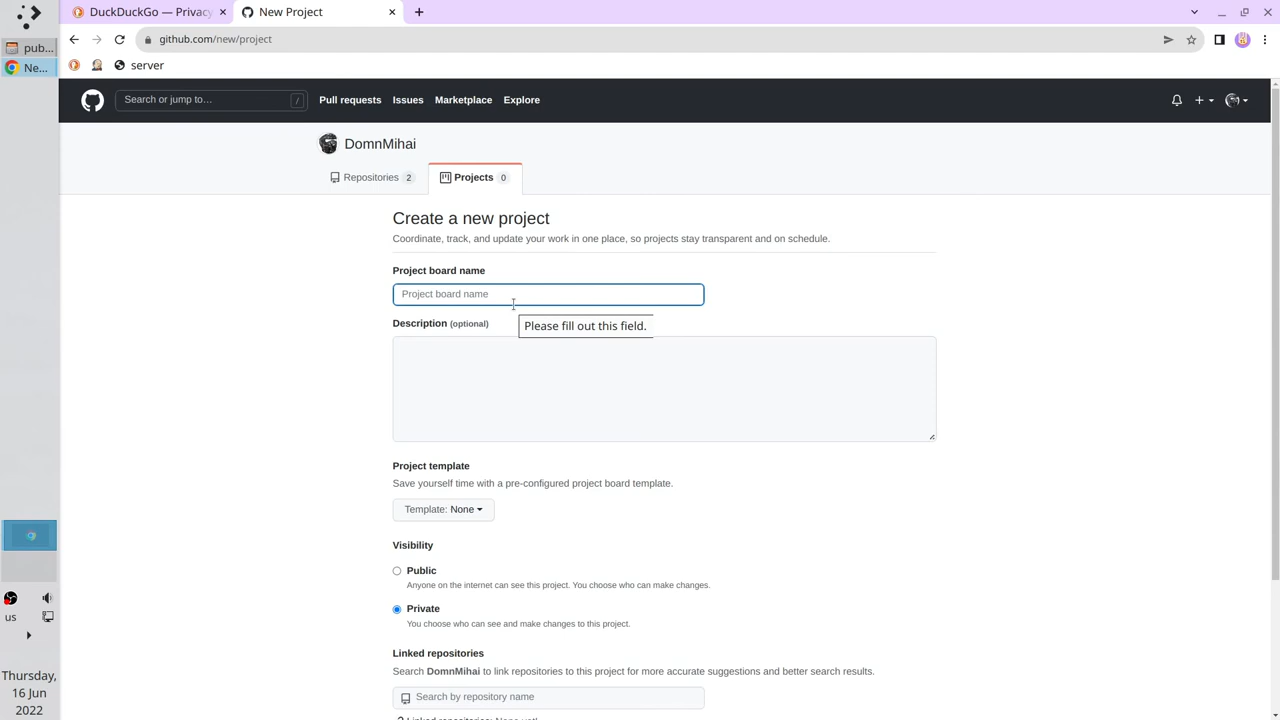 DuckDuckGo — Privacy
New Project
pub...
Ne...
github.com/new/project
server
Search or jump to…
/
Pull requests
Issues
Marketplace
Explore
DomnMihai
Repositories 2
Projects 0
Create a new project
Coordinate, track, and update your work in one place, so projects stay transparent and on schedule.
Project board name
Project board name
Description (optional)
Please fill out this field.
Project template
Save yourself time with a pre-configured project board template.
Template: None
Visibility
Public
Anyone on the internet can see this project. You choose who can make changes.
Private
You choose who can see and make changes to this project.
Linked repositories
Search DomnMihai to link repositories to this project for more accurate suggestions and better search results.
Search by repository name
Linked repositories: None yet!
us
Thursday,
16 Jun
2022